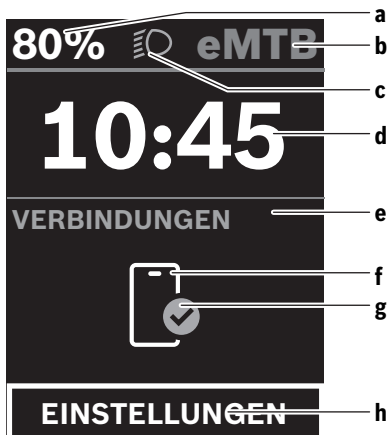 80% eMTB
10:45
VERBINDUNGEN
EINSTELLUNGEN
a
b
c
d
e
f
g
h